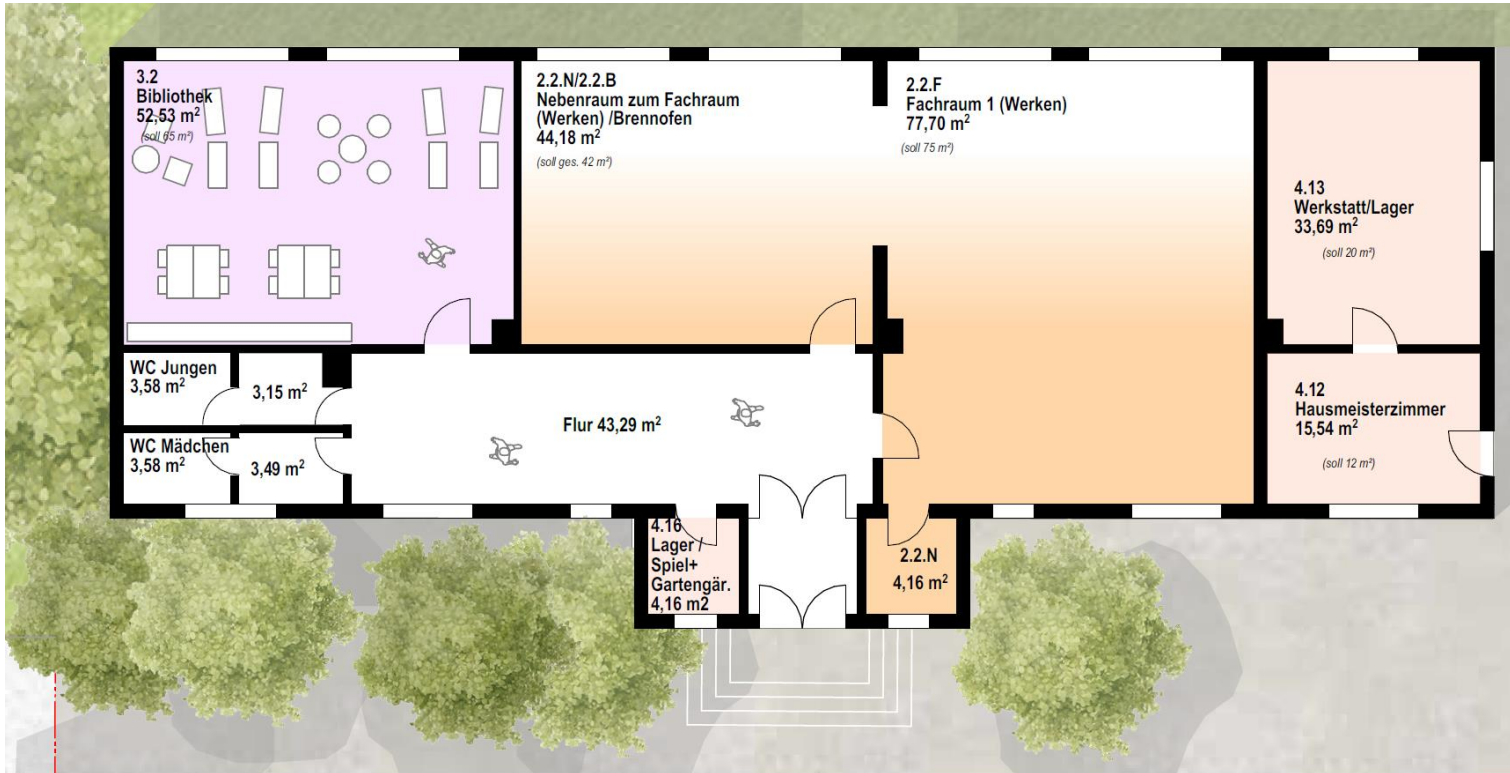 3.2
Bibliothek
52,53 m²
(soll 65 m²)
2.2.N/2.2.B
Nebenraum zum Fachraum
(Werken) /Brennofen
44,18 m²
(soll ges. 42 m²)
2.2.F
Fachraum 1 (Werken)
77,70 m²
(soll 75 m²)
4.13
Werkstatt/Lager
33,69 m²
(soll 20 m²)
WC Jungen
3,58 m²
3,15 m²
WC Mädchen
3,58 m²
3,49 m²
Flur 43,29 m²
4.12
Hausmeisterzimmer
15,54 m²
(soll 12 m²)
4.16
Lager /
Spiel+
Gartengär.
4,16 m2
2.2.N
4,16 m²